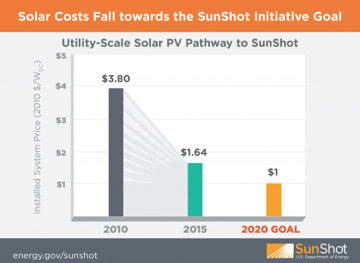 Solar Costs Fall towards the SunShot Initiative Goal
Utility-Scale Solar PV Pathway to SunShot
Installed System Price (2010 $/WDC)
$5
$4
$3
$2
$1
$3.80
$1.64
$1
2010
2015
2020 GOAL
energy.gov/sunshot
SunShot
U.S. Department of Energy